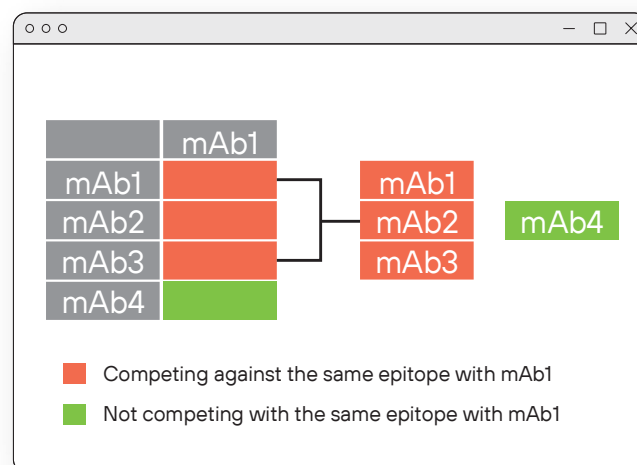 mAb1
mAb1 mAb1
mAb2 mAb2 mAb4
mAb3 mAb3
mAb4
Competing against the same epitope with mAb1
Not competing with the same epitope with mAb1